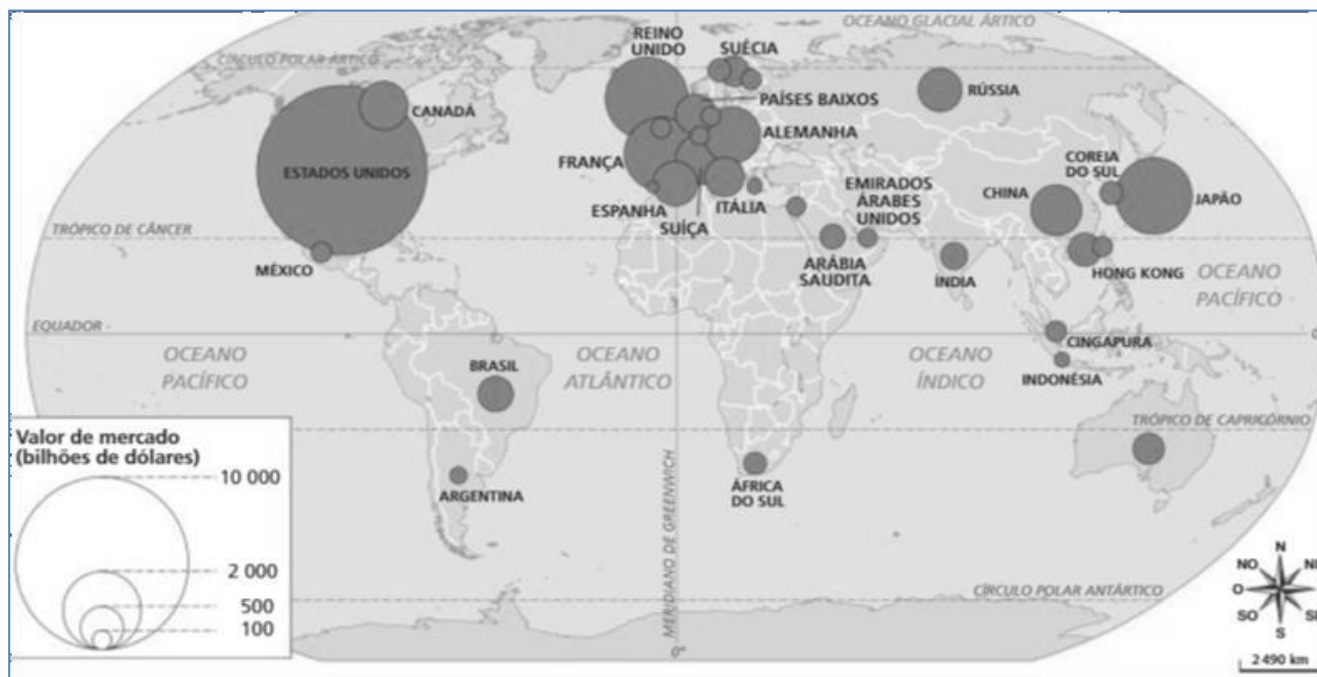 OCEANO GLACIAL ÁRTICO
REINO
UNIDO
SUÉCIA
CÍRCULO POLAR ÁRTICO
CANADÁ
PAÍSES BAIXOS
RÚSSIA
ALEMANHA
ESTADOS UNIDOS
FRANÇA
COREIA
DO SUL
CHINA
JAPÃO
EMIRADOS
ÁRABES
UNIDOS
ESPANHA
ITÁLIA
SUÍÇA
TRÓPICO DE CÂNCER
MÉXICO
ARÁBIA
SAUDITA
ÍNDIA
HONG KONG
OCEANO
PACÍFICO
EQUADOR
OCEANO
PACÍFICO
BRASIL
OCEANO
ATLÂNTICO
OCEANO
ÍNDICO
CINGAPURA
INDONÉSIA
TRÓPICO DE CAPRICÓRNIO
ARGENTINA
ÁFRICA
DO SUL
MERIDIANO DE GREENWICH
0°
CÍRCULO POLAR ANTÁRTICO
Valor de mercado
(bilhões de dólares)
10 000
2 000
500
100
N
NO
O
SO
S
2 490 km